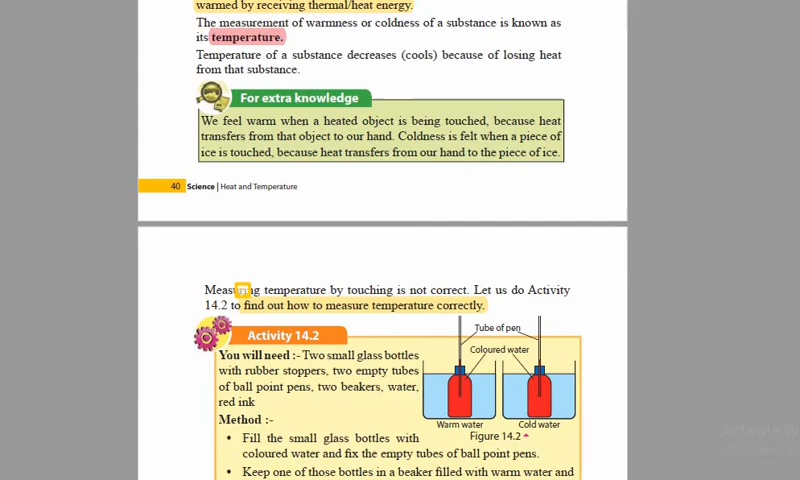 warmed by receiving thermal/heat energy.
The measurement of warmness or coldness of a substance is known as
its temperature.
Temperature of a substance decreases (cools) because of losing heat
from that substance.
For extra knowledge
We feel warm when a heated object is being touched, because heat
transfers from that object to our hand. Coldness is felt when a piece of
ice is touched, because heat transfers from our hand to the piece of ice.
40 Science | Heat and Temperature
Measuring temperature by touching is not correct. Let us do Activity
14.2 to find out how to measure temperature correctly.
Activity 14.2
You will need :- Two small glass bottles
with rubber stoppers, two empty tubes
of ball point pens, two beakers, water,
red ink
Method :-
• Fill the small glass bottles with
coloured water and fix the empty tubes of ball point pens.
• Keep one of those bottles in a beaker filled with warm water and
Tube of pen
Coloured water
Warm water
Cold water
Figure 14.2